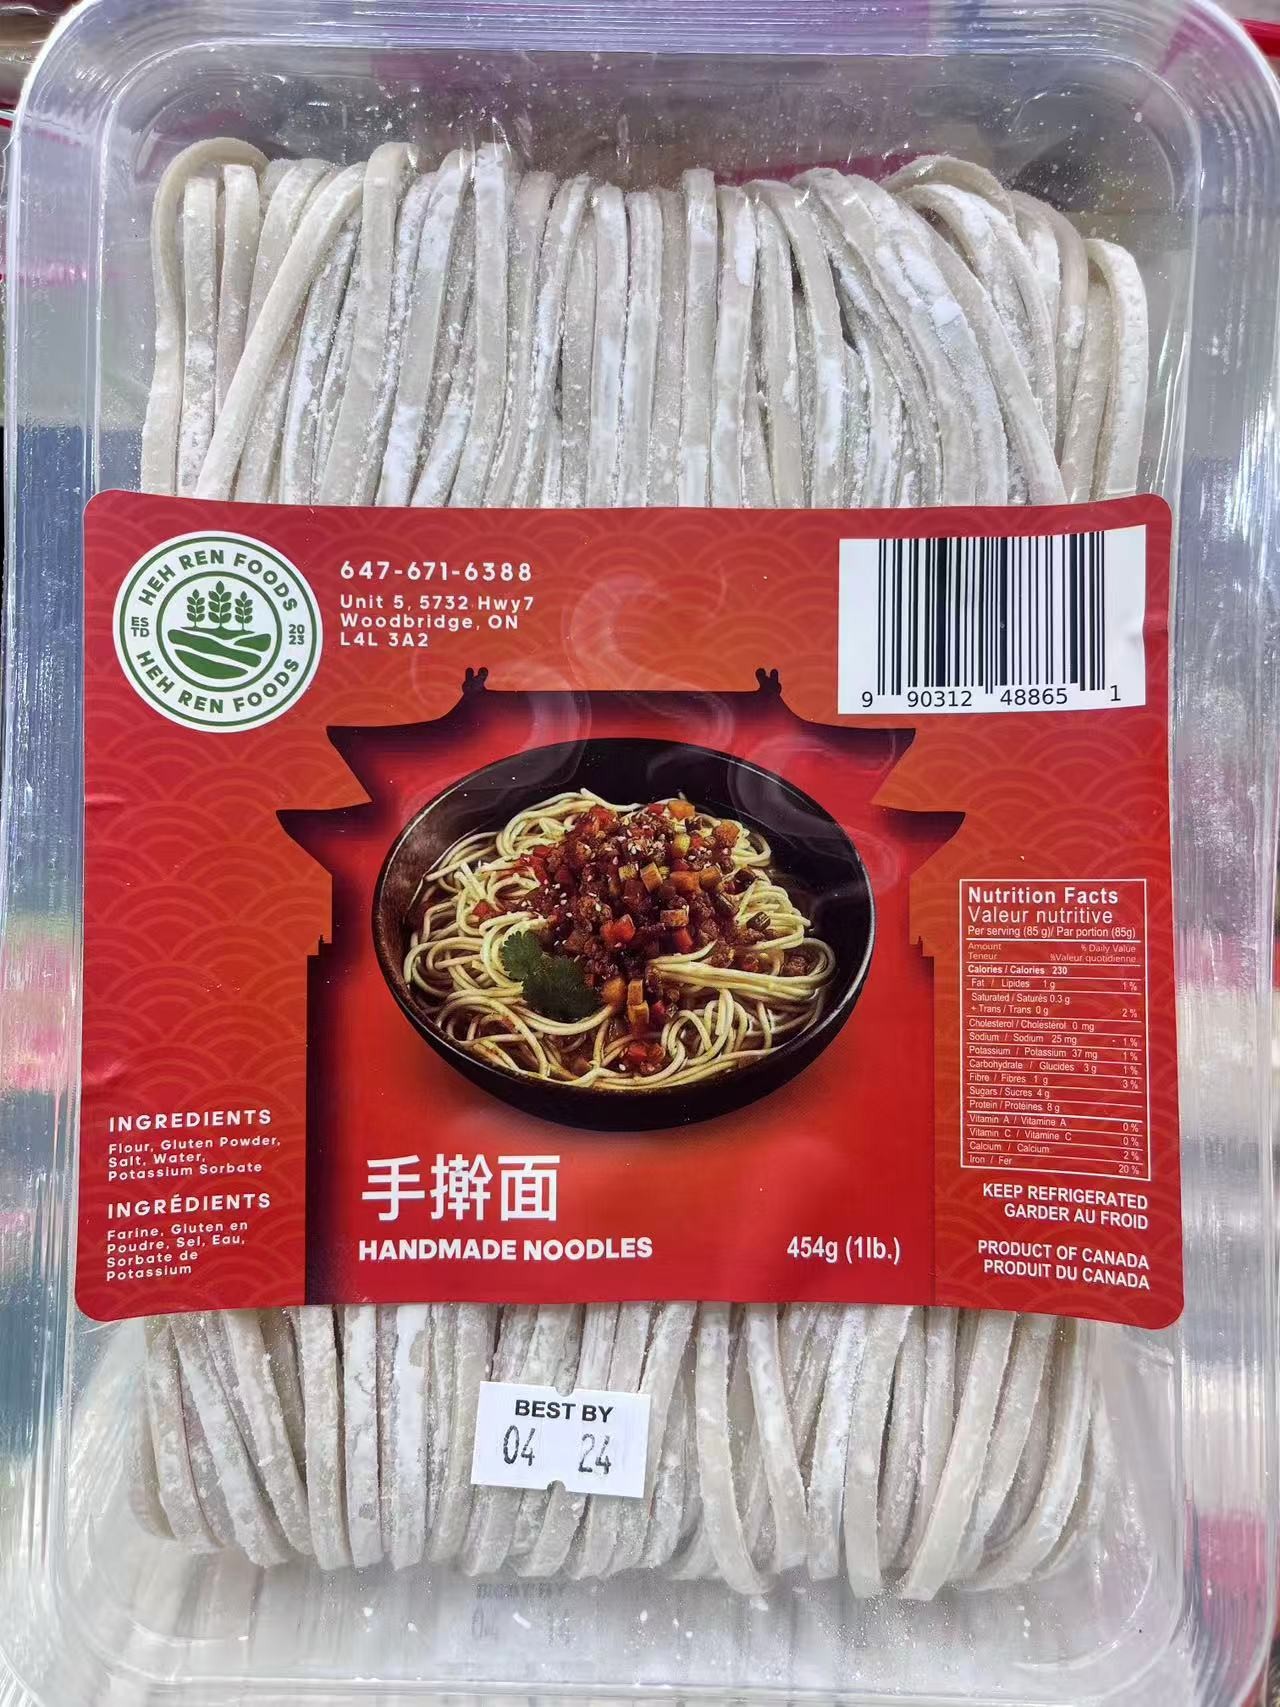 HEH REN FOODS
ESTD
2023
HEH REN FOODS
647-671-6388
Unit 5, 5732 Hwy7
Woodbridge, ON
L4L 3A2
9 90312 48865 1
Nutrition Facts
Valeur nutritive
Per serving (85 g)/ Par portion (85g)
Amount % Daily Value
Teneur %Valeur quotidienne
Calories / Calories 230
Fat / Lipides 1 g 1 %
Saturated / Saturés 0.3 g
+ Trans / Trans 0 g 2 %
Cholesterol / Cholestérol 0 mg
Sodium / Sodium 25 mg 1 %
Potassium / Potassium 37 mg 1 %
Carbohydrate / Glucides 3 g 1 %
Fibre / Fibres 1 g 3 %
Sugars / Sucres 4 g
Protein / Protéines 8 g
Vitamin A / Vitamine A 0 %
Vitamin C / Vitamine C 0 %
Calcium / Calcium 2 %
Iron / Fer 20 %
KEEP REFRIGERATED
GARDER AU FROID
PRODUCT OF CANADA
PRODUIT DU CANADA
INGREDIENTS
Flour, Gluten Powder,
Salt, Water,
Potassium Sorbate
INGRÉDIENTS
Farine, Gluten en
Poudre, Sel, Eau,
Sorbate de
Potassium
手擀面
HANDMADE NOODLES
454g (1lb.)
BEST BY
04 24